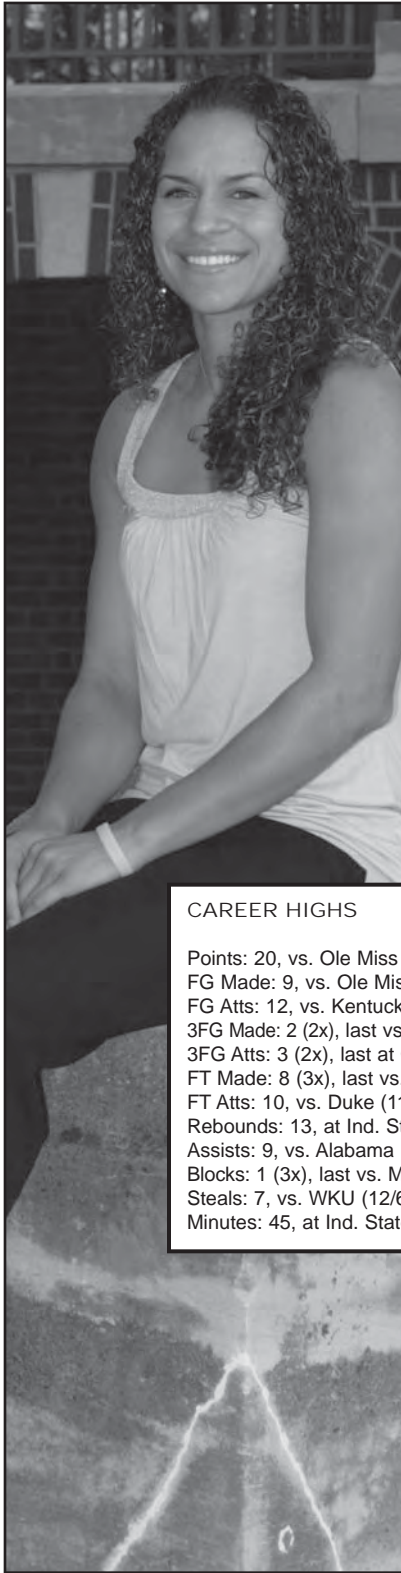 CAREER HIGHS
Points: 20, vs. Ole Miss
FG Made: 9, vs. Ole
FG Atts: 12, vs.
3FG Made: 2 (2x), last
3FG Atts: 3 (2x), last at
FT Made: 8 (3x), last vs.
FT Atts: 10, vs. Duke
Rebounds: 13, at Ind.
Assists: 9, vs. Alabama
Blocks: 1 (3x), last vs.
Steals: 7, vs. WKU
Minutes: 45, at Ind.